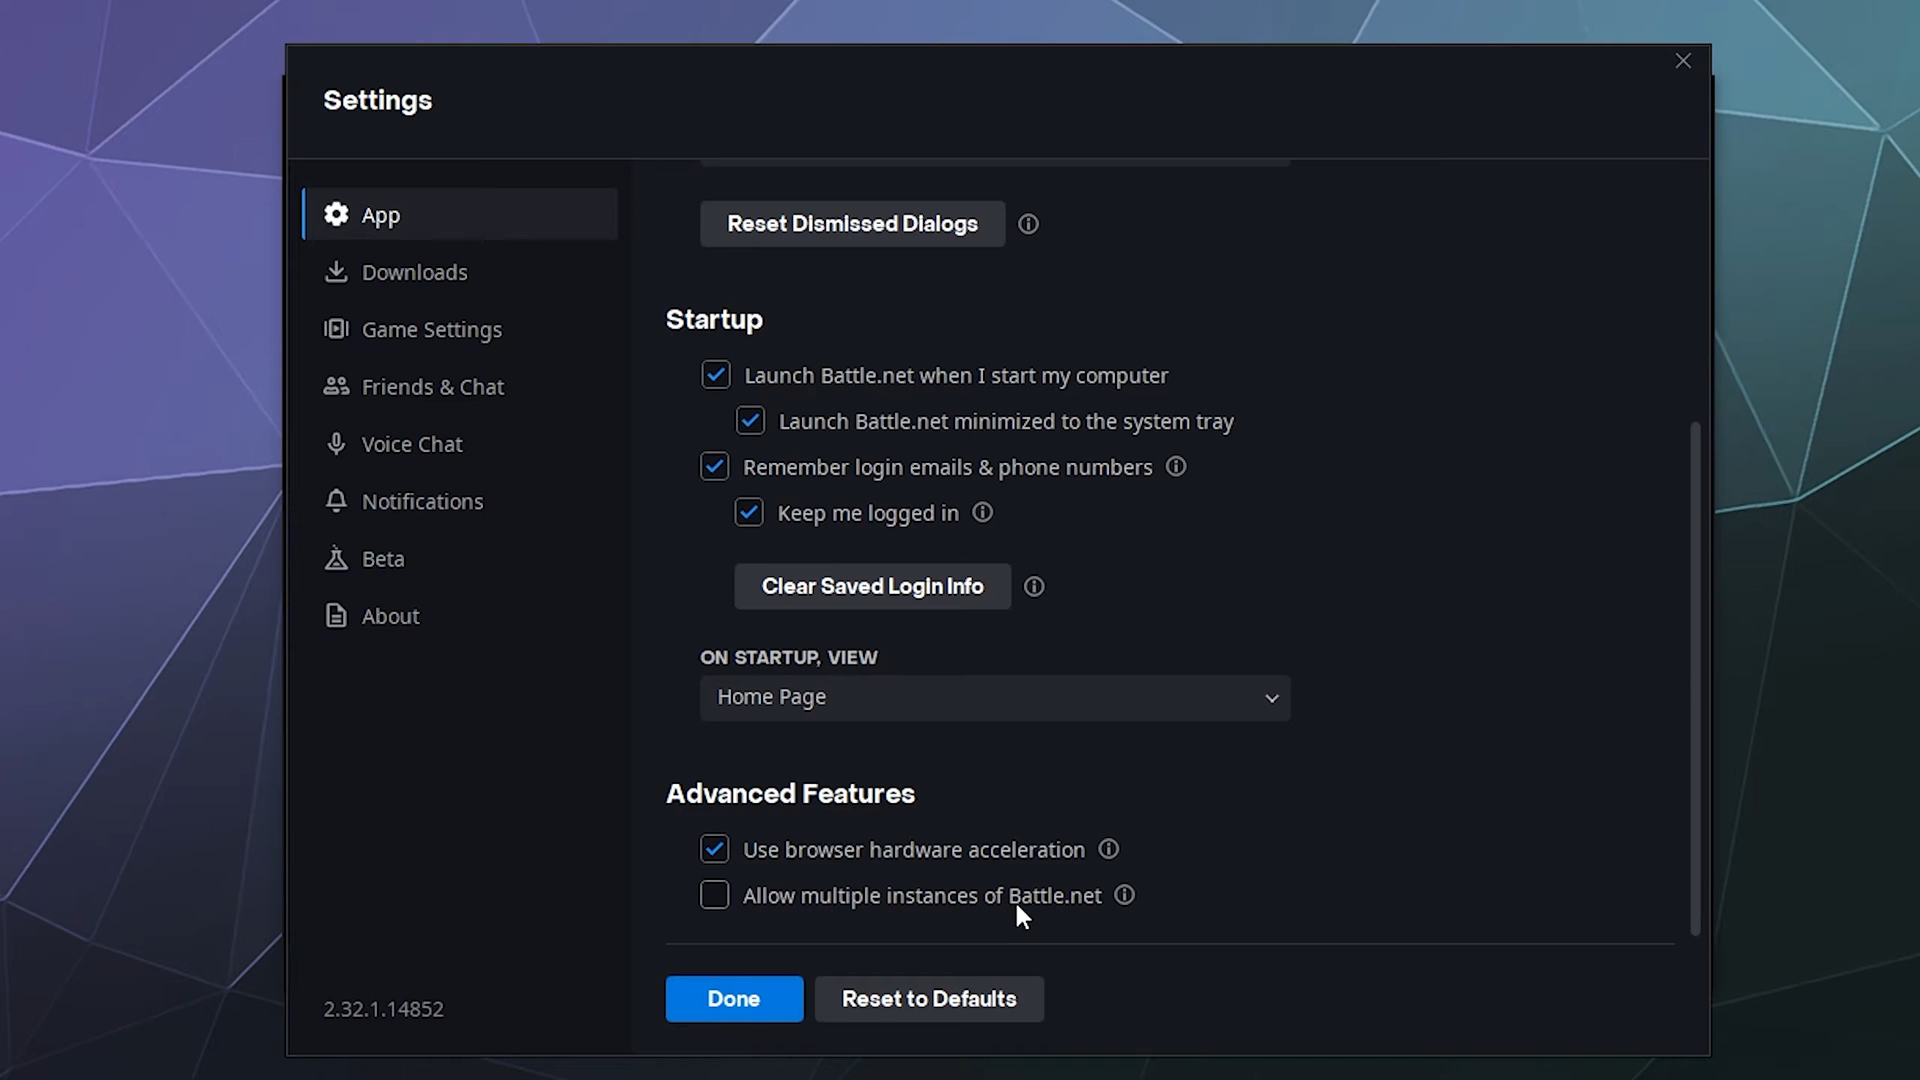 Settings
App
Downloads
Game Settings
Friends & Chat
Voice Chat
Notifications
Beta
About
2.32.1.14852
Reset Dismissed Dialogs
Startup
Launch Battle.net when I start my computer
Launch Battle.net minimized to the system tray
Remember login emails & phone numbers
Keep me logged in
Clear Saved Login Info
ON STARTUP, VIEW
Home Page
Advanced Features
Use browser hardware acceleration
Allow multiple instances of Battle.net
Done
Reset to Defaults